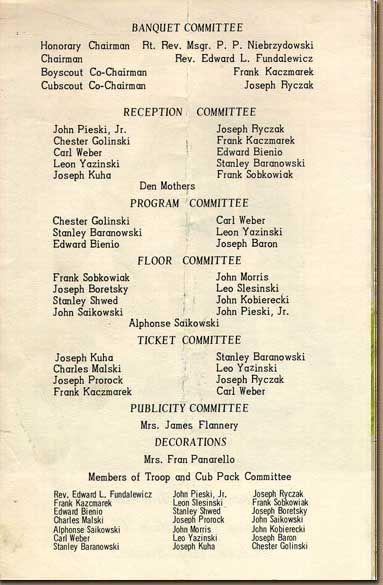 BANQUET COMMITTEE
Honorary Chairman Rt. Rev. Msgr. P. P. Niebrzydowski
Chairman Rev. Edward L. Fundalewicz
Boyscout Co-Chairman Frank Kaczmarek
Cubscout Co-Chairman Joseph Ryczak
RECEPTION COMMITTEE
John Pieski, Jr. Joseph Ryczak
Chester Golinski Frank Kaczmarek
Carl Weber Edward Bienio
Leon Yazinski Stanley Baranowski
Joseph Kuha Frank Sobkowiak
Den Mothers
PROGRAM COMMITTEE
Chester Golinski Carl Weber
Stanley Baranowski Leon Yazinski
Edward Bienio Joseph Baron
FLOOR COMMITTEE
Frank Sobkowiak John Morris
Joseph Boretsky Leo Slesinski
Stanley Shwed John Kobierecki
John Saikowski John Pieski, Jr.
Alphonse Saikowski
TICKET COMMITTEE
Joseph Kuha Stanley Baranowski
Charles Malski Leo Yazinski
Joseph Prorock Joseph Ryczak
Frank Kaczmarek Carl Weber
PUBLICITY COMMITTEE
Mrs. James Flannery
DECORATIONS
Mrs. Fran Panarello
Members of Troop and Cub Pack Committee
Rev. Edward L. Fundalewicz John Pieski, Jr. Joseph Ryczak
Frank Kazcmarek Leon Slesinski Frank Sobkowiak
Edward Bienio Stanley Shwed Joseph Boretsky
Charles Malski Joseph Prorock John Saikowski
Alphonse Saikowski John Morris John Kobierecki
Carl Weber Leo Yazinski Joseph Baron
Stanley Baranowski Joseph Kuha Chester Golinski